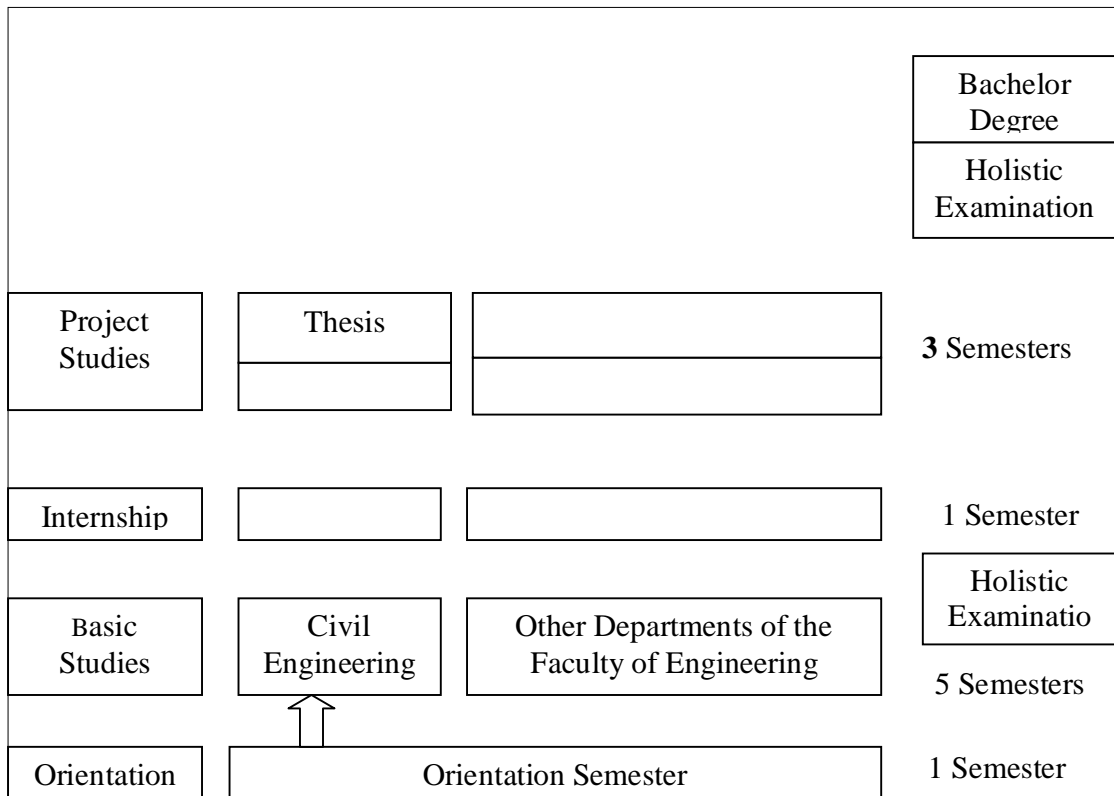 Bachelor
Degree
Holistic
Examination
Project
Studies
Thesis
3 Semesters
Internship
1 Semester
Holistic
Examinatio
Basic
Studies
Civil
Engineering
Other Departments of the
Faculty of Engineering
5 Semesters
Orientation
Orientation Semester
1 Semester